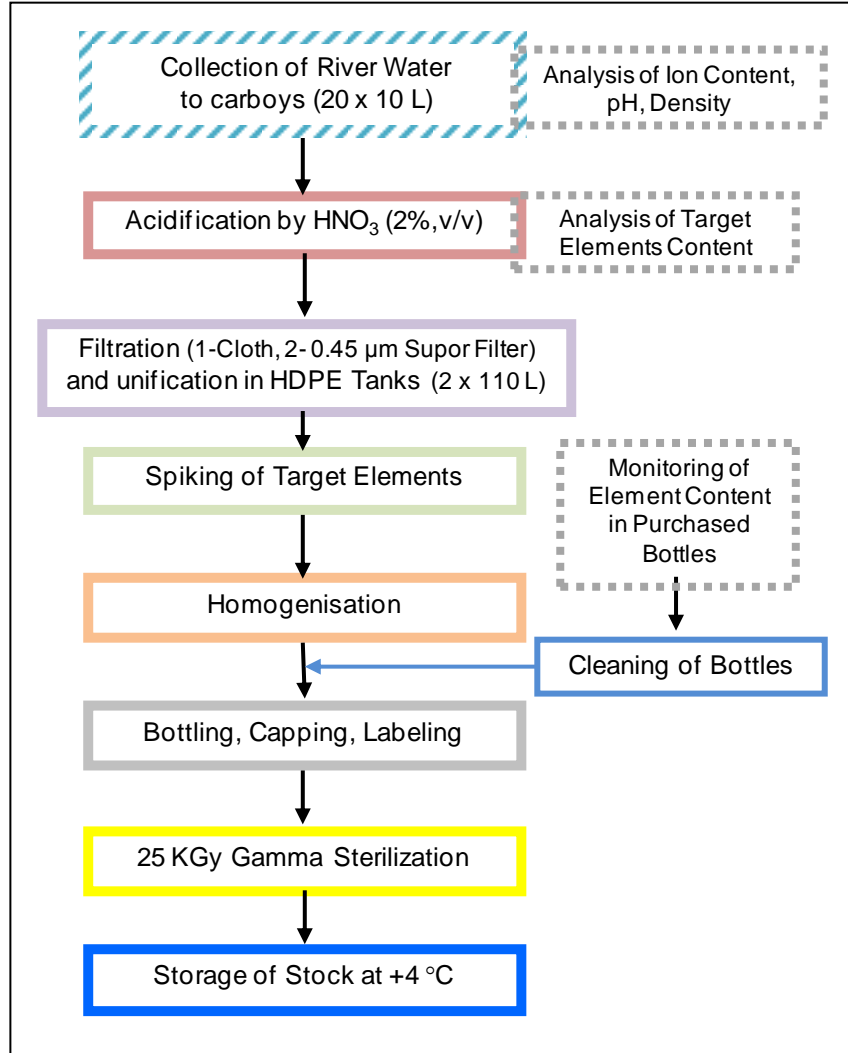 Collection of River Water
to carboys (20 x 10 L)
Analysis of Ion Content,
pH, Density
Acidification by HNO₃ (2%,v/v)
Analysis of Target
Elements Content
Filtration (1-Cloth, 2- 0.45 µm Supor Filter)
and unification in HDPE Tanks (2 x 110 L)
Spiking of Target Elements
Monitoring of
Element Content
in Purchased
Bottles
Homogenisation
Cleaning of Bottles
Bottling, Capping, Labeling
25 KGy Gamma Sterilization
Storage of Stock at +4 °C